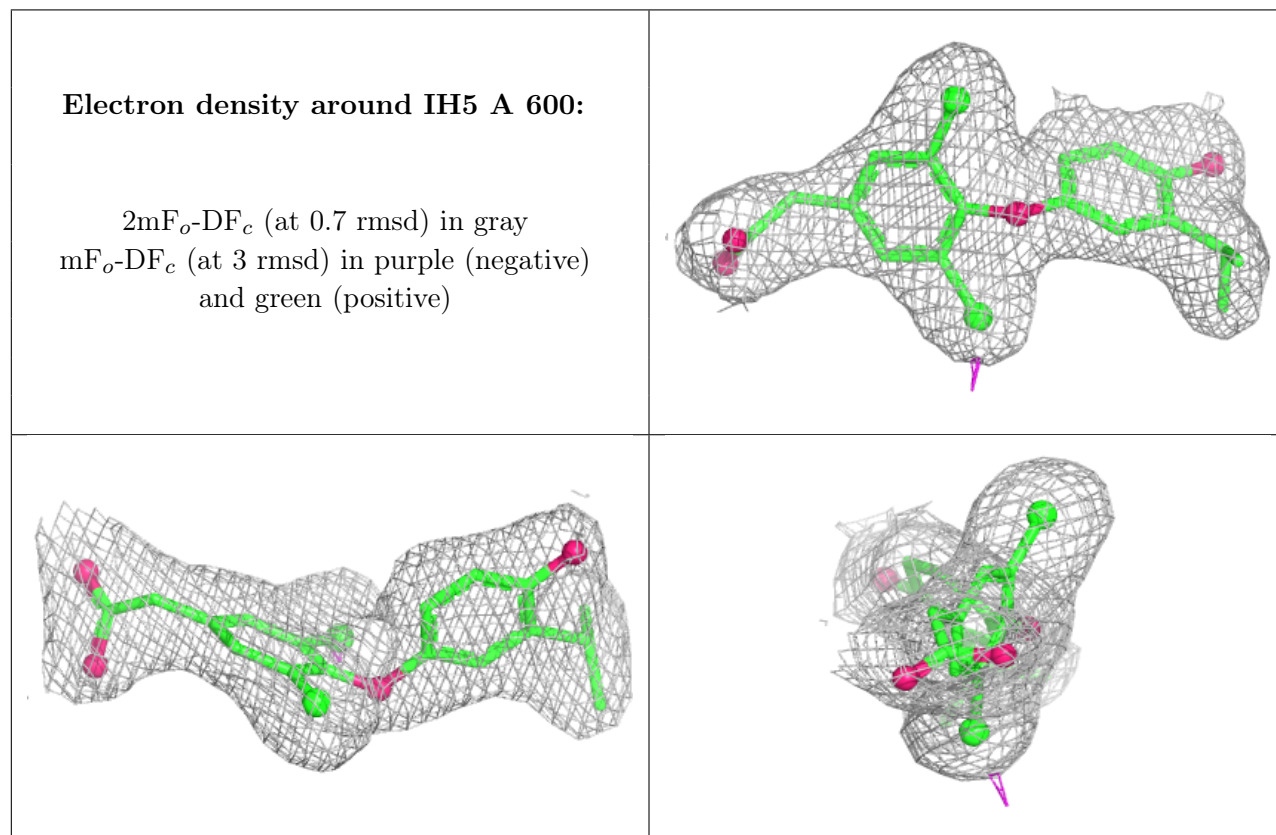 Electron density around IH5 A 600:
2mFo-DFc (at 0.7 rmsd) in gray
mFo-DFc (at 3 rmsd) in purple (negative)
and green (positive)